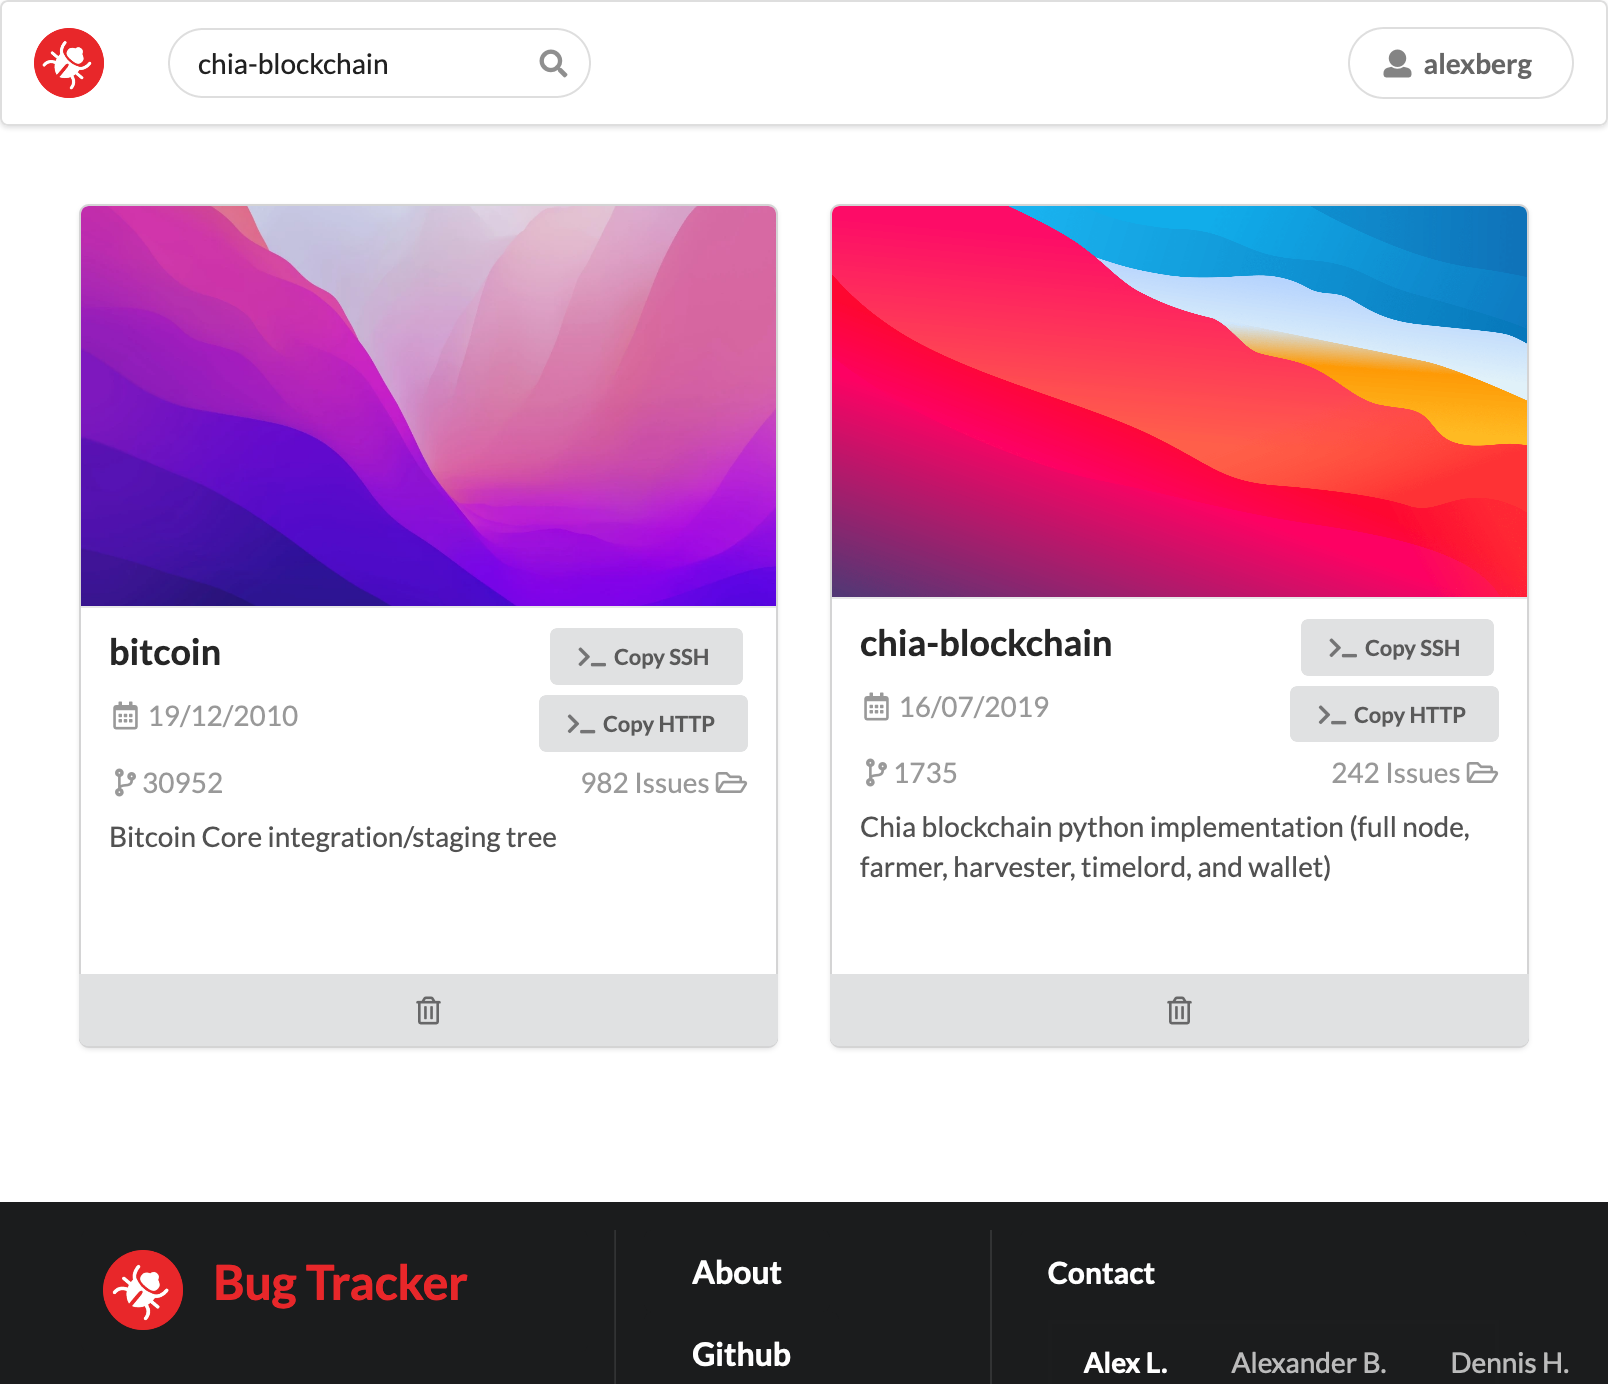 chia-blockchain
alexberg
bitcoin
Copy SSH
19/12/2010
Copy HTTP
30952
982 Issues
Bitcoin Core integration/staging tree
chia-blockchain
Copy SSH
16/07/2019
Copy HTTP
1735
242 Issues
Chia blockchain python implementation (full node,
farmer, harvester, timelord, and wallet)
Bug Tracker
About
Github
Contact
Alex L.
Alexander B.
Dennis H.